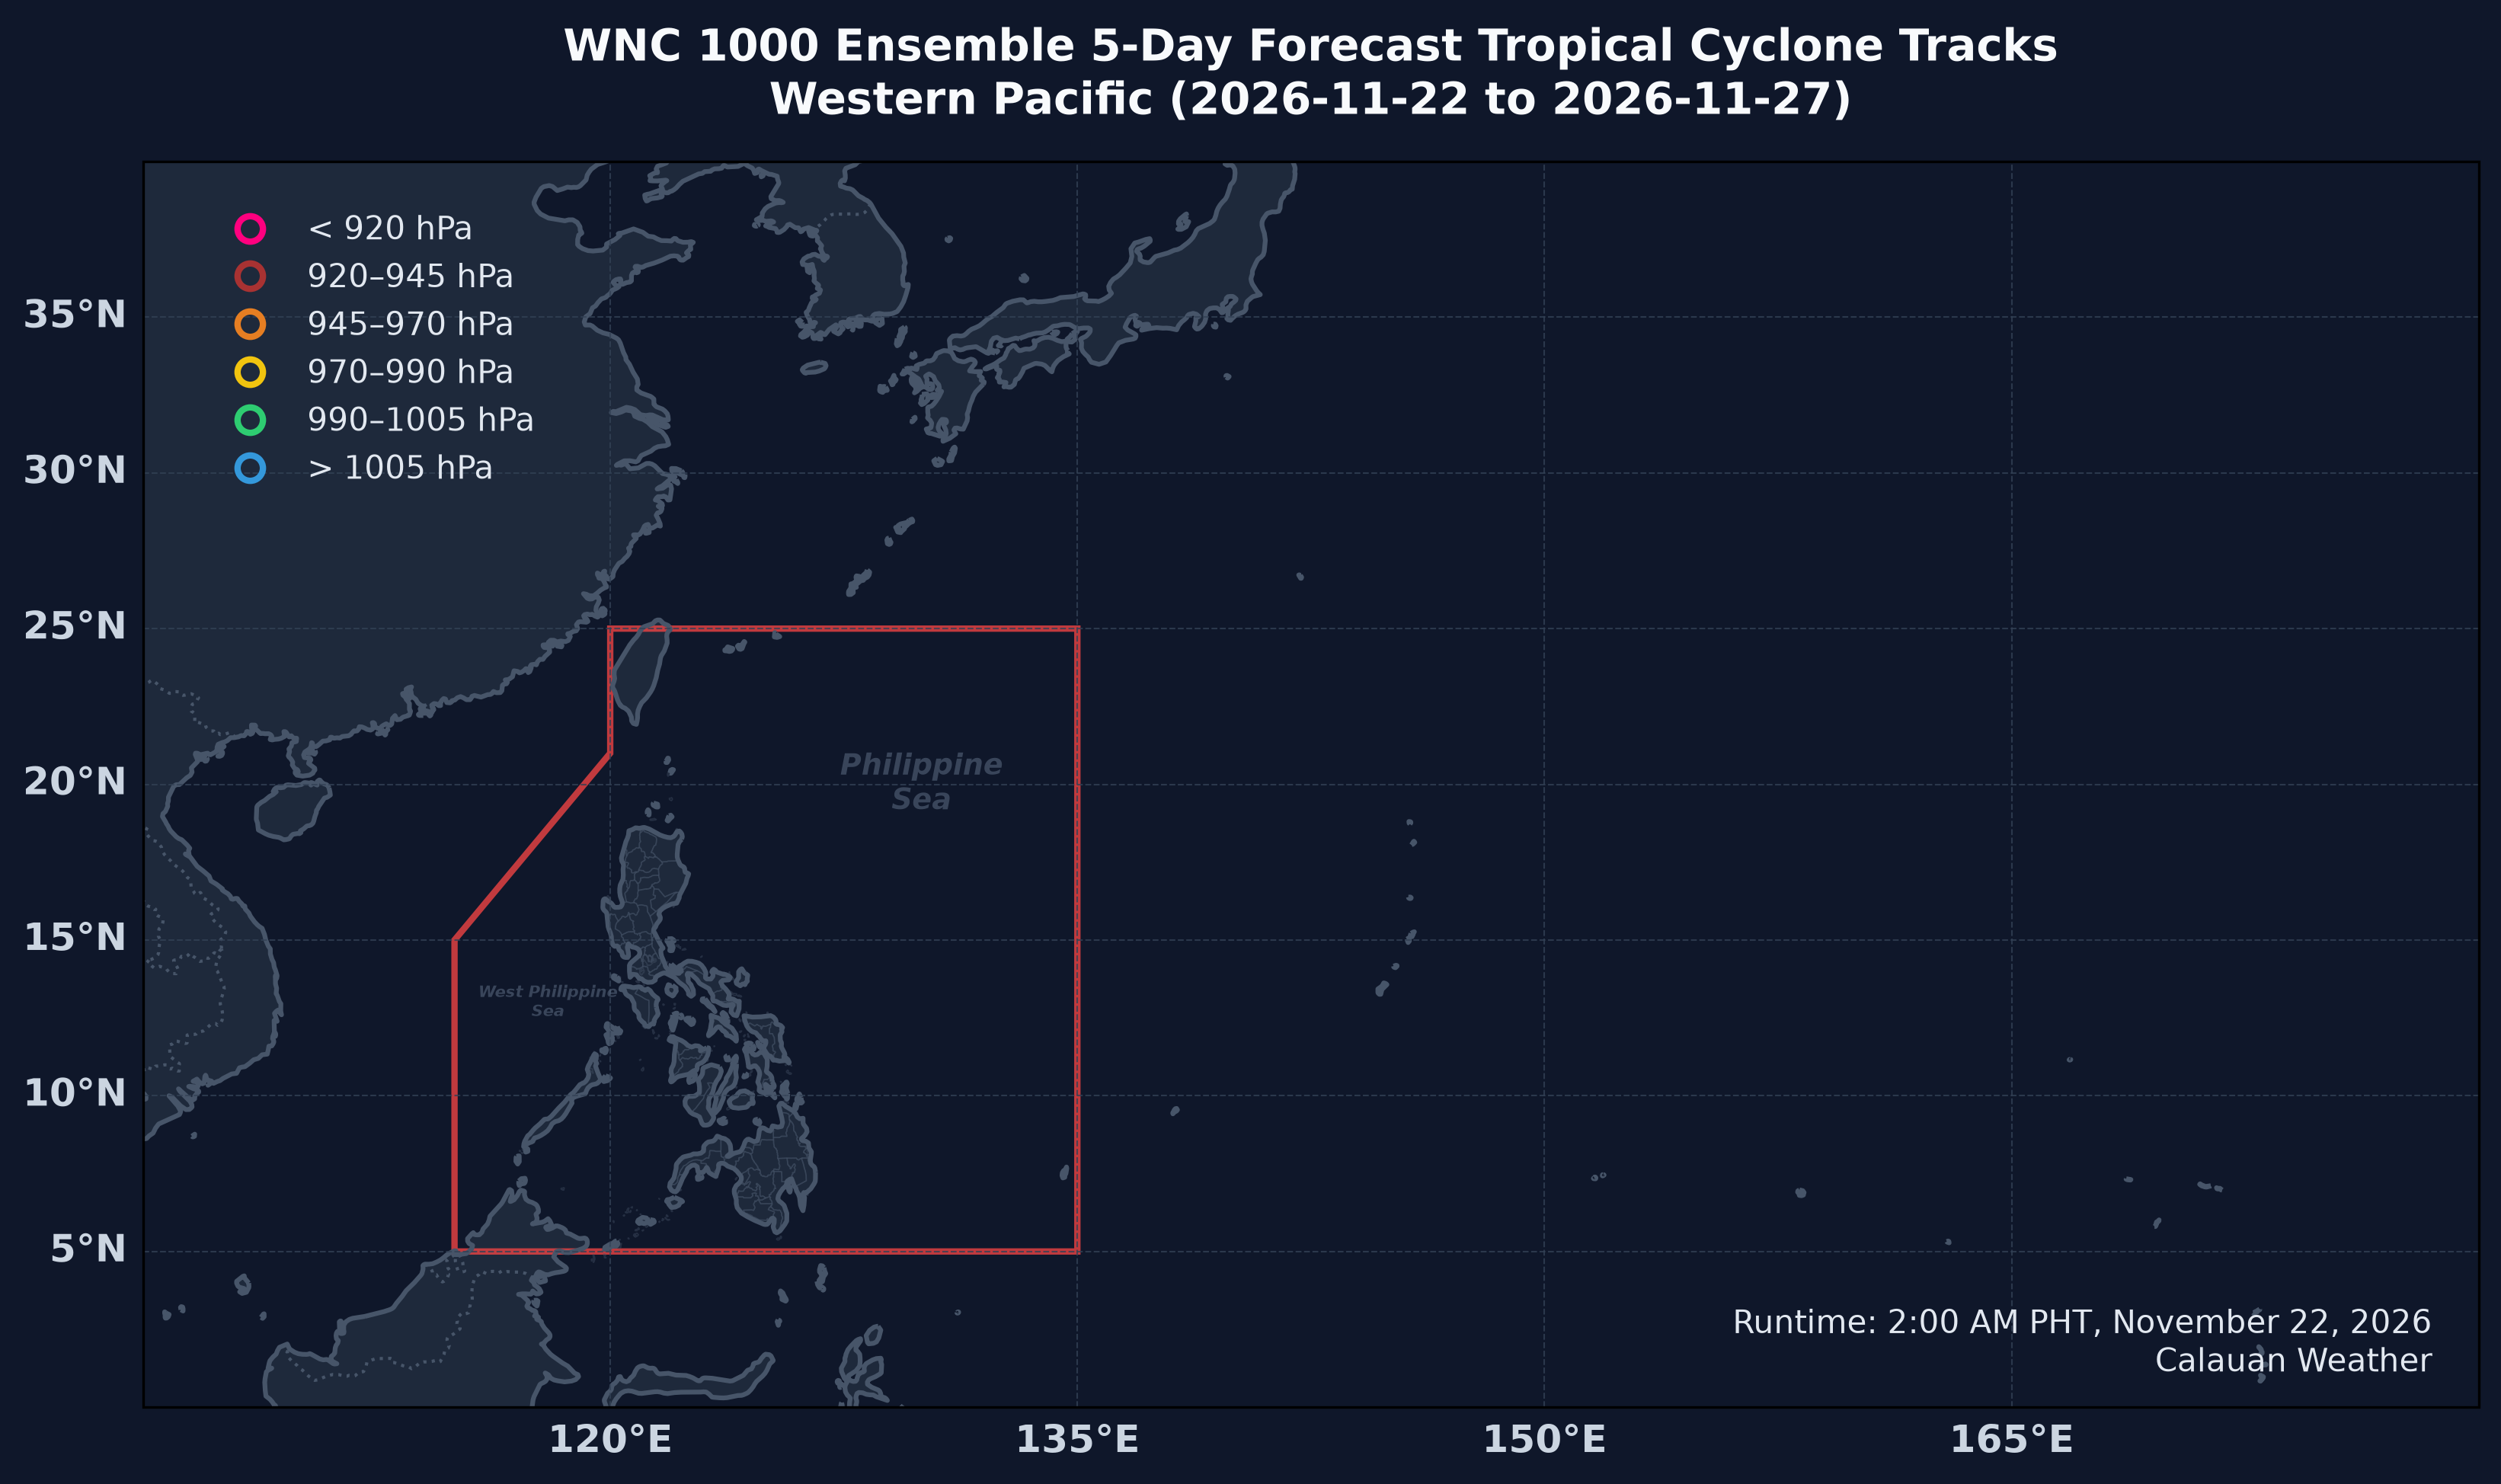 WNC 1000 Ensemble 5-Day Forecast Tropical Cyclone Tracks
Western Pacific (2026-11-22 to 2026-11-27)
< 920 hPa
920–945 hPa
945–970 hPa
970–990 hPa
990–1005 hPa
> 1005 hPa
35°N
30°N
25°N
20°N
15°N
10°N
5°N
Philippine
Sea
West Philippine
Sea
Runtime: 2:00 AM PHT, November 22, 2026
Calauan Weather
120°E
135°E
150°E
165°E